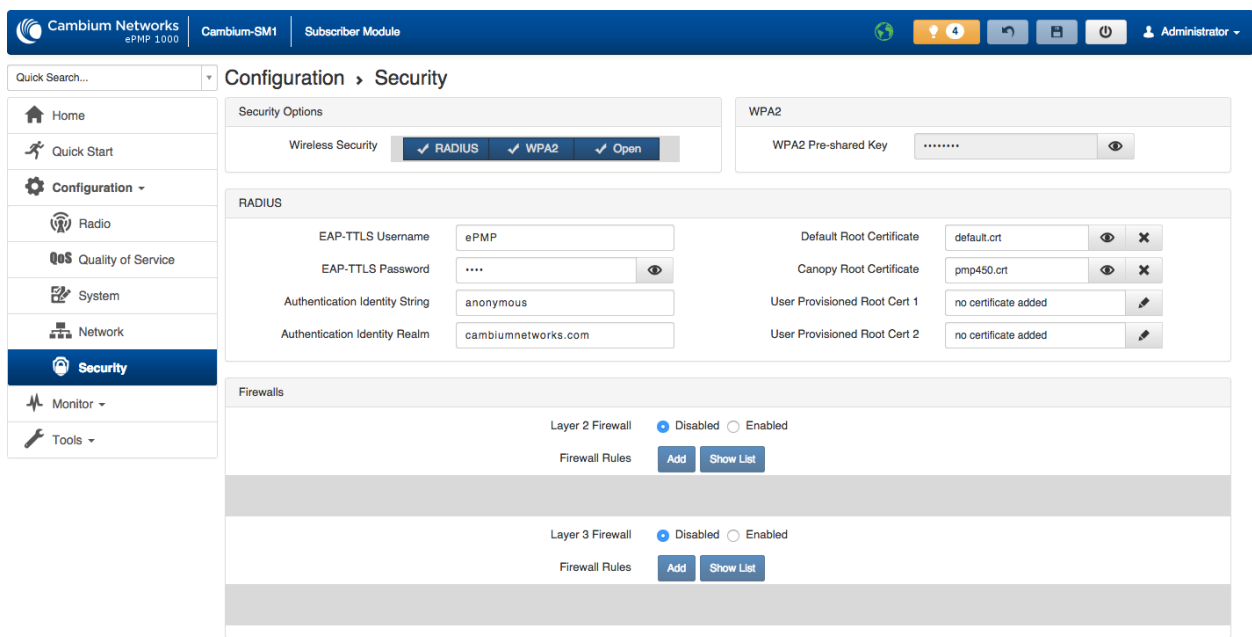 Cambium Networks
ePMP 1000
Cambium-SM1
Subscriber Module
4
Administrator
Quick Search...
Configuration › Security
Home
Quick Start
Configuration
Radio
QoS Quality of Service
System
Network
Security
Monitor
Tools
Security Options
Wireless Security
RADIUS
WPA2
Open
WPA2
WPA2 Pre-shared Key
••••••••
RADIUS
EAP-TTLS Username
ePMP
EAP-TTLS Password
••••
Authentication Identity String
anonymous
Authentication Identity Realm
cambiumnetworks.com
Default Root Certificate
default.crt
Canopy Root Certificate
pmp450.crt
User Provisioned Root Cert 1
no certificate added
User Provisioned Root Cert 2
no certificate added
Firewalls
Layer 2 Firewall
Disabled
Enabled
Firewall Rules
Add
Show List
Layer 3 Firewall
Disabled
Enabled
Firewall Rules
Add
Show List